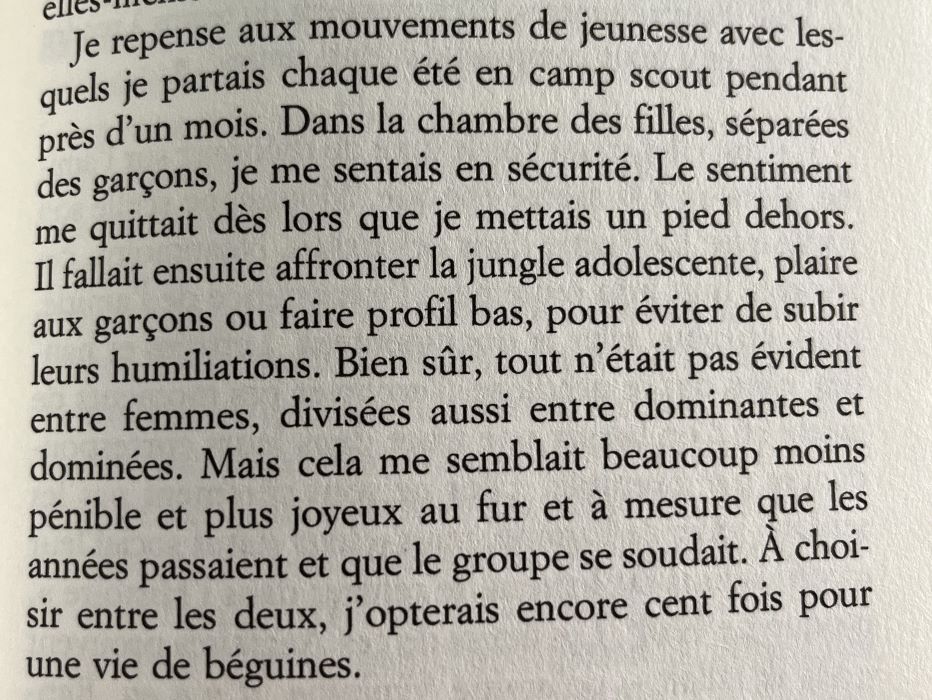 elles-
Je repense aux mouvements de jeunesse avec les-
quels je partais chaque été en camp scout pendant
près d'un mois. Dans la chambre des filles, séparées
des garçons, je me sentais en sécurité. Le sentiment
me quittait dès lors que je mettais un pied dehors.
Il fallait ensuite affronter la jungle adolescente, plaire
aux garçons ou faire profil bas, pour éviter de subir
leurs humiliations. Bien sûr, tout n'était pas évident
entre femmes, divisées aussi entre dominantes et
dominées. Mais cela me semblait beaucoup moins
pénible et plus joyeux au fur et à mesure que les
années passaient et que le groupe se soudait. À choi-
sir entre les deux, j'opterais encore cent fois pour
une vie de béguines.